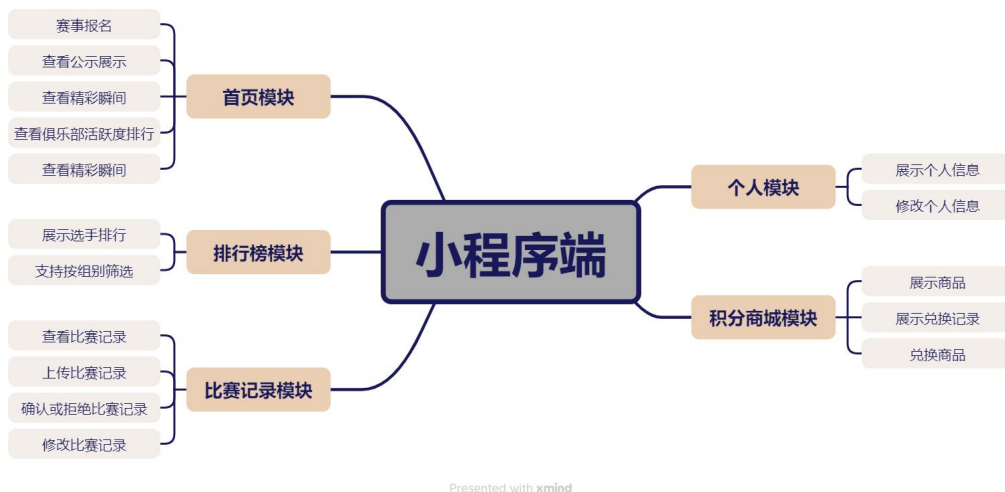 小程序端
首页模块
赛事报名
查看公示展示
查看精彩瞬间
查看俱乐部活跃度排行
查看精彩瞬间
排行榜模块
展示选手排行
支持按组别筛选
比赛记录模块
查看比赛记录
上传比赛记录
确认或拒绝比赛记录
修改比赛记录
个人模块
展示个人信息
修改个人信息
积分商城模块
展示商品
展示兑换记录
兑换商品
Presented with xmind